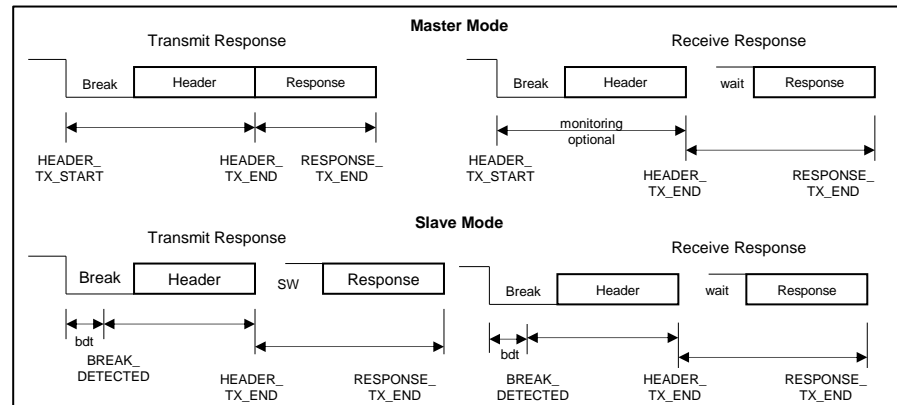 Master Mode
Transmit Response
Receive Response
Break
Header
Response
Break
Header
wait
Response
monitoring
optional
HEADER_
TX_START
HEADER_
TX_END
RESPONSE_
TX_END
HEADER_
TX_START
HEADER_
TX_END
RESPONSE_
TX_END
Slave Mode
Transmit Response
Receive Response
Break
Header
SW
Response
Break
Header
wait
Response
bdt
BREAK_
DETECTED
HEADER_
TX_END
RESPONSE_
TX_END
bdt
BREAK_
DETECTED
HEADER_
TX_END
RESPONSE_
TX_END